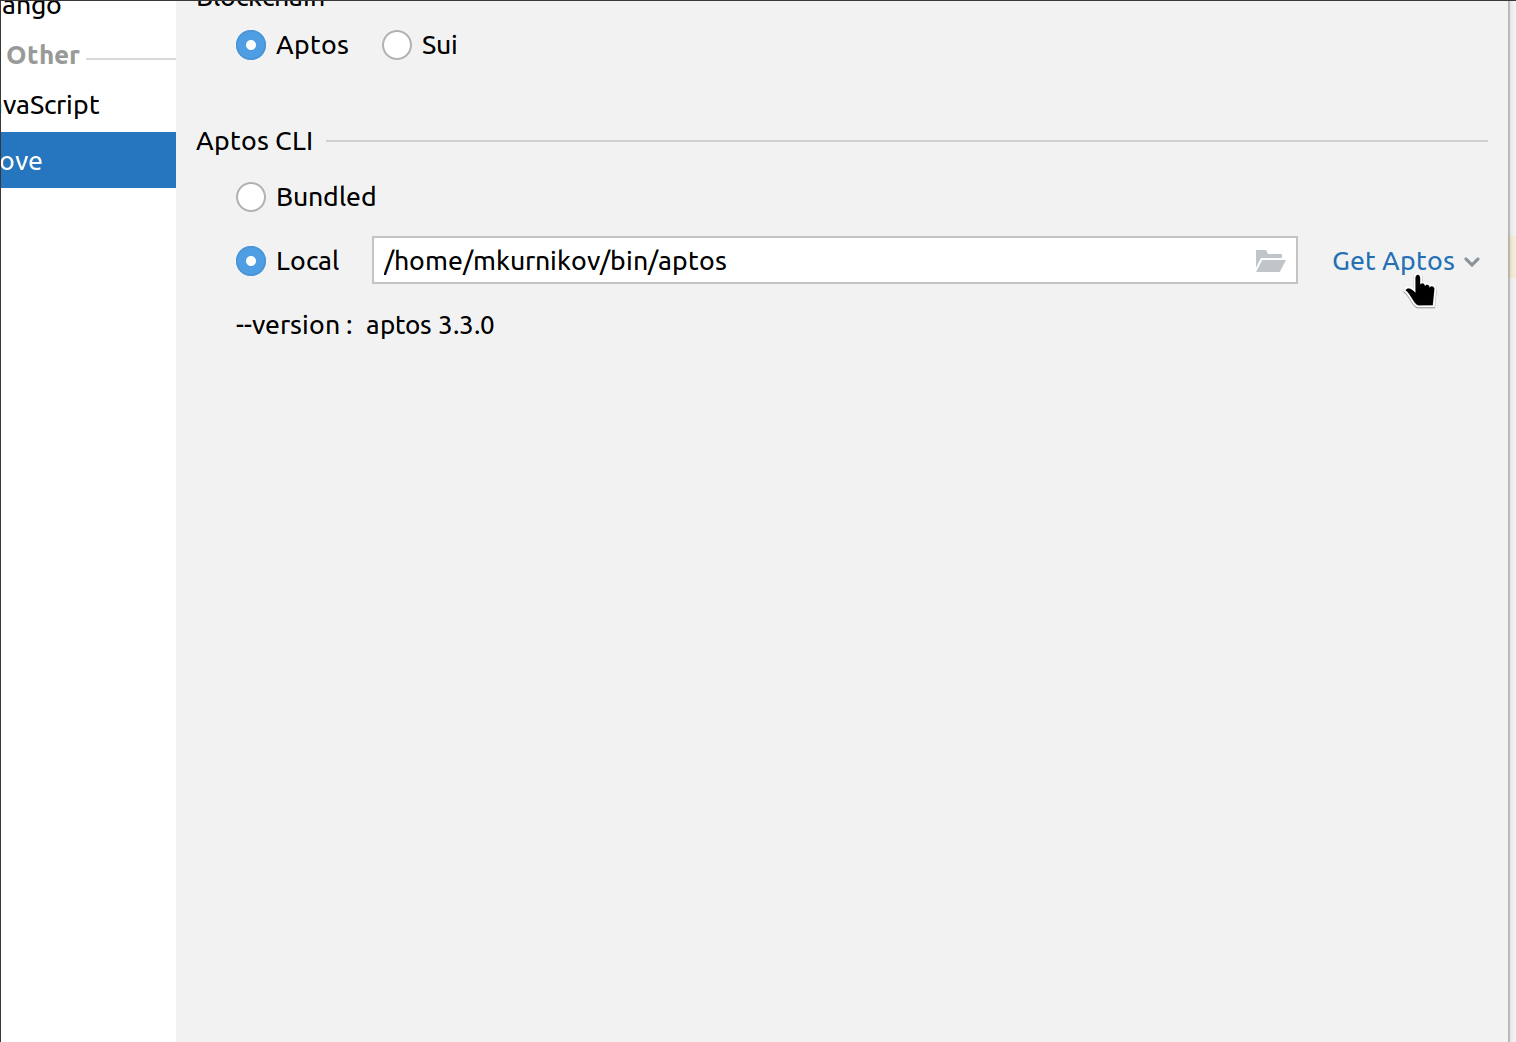 ango
Other
vaScript
ove
Blockchain
Aptos Sui
Aptos CLI
Bundled
Local /home/mkurnikov/bin/aptos Get Aptos
--version : aptos 3.3.0